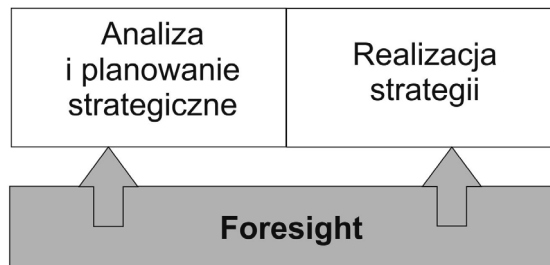 Analiza
i planowanie
strategiczne
Realizacja
strategii
Foresight